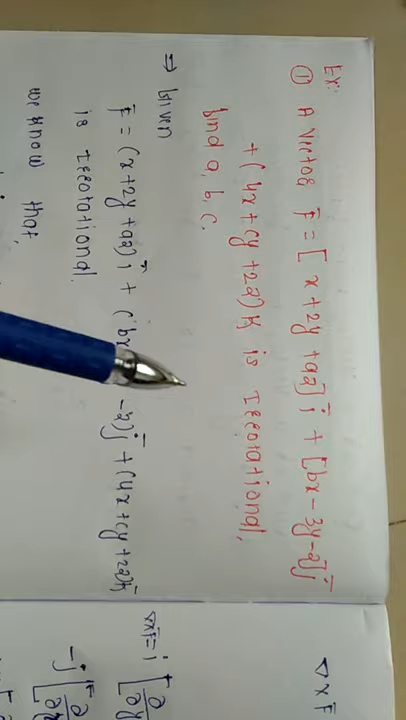 Ex:
① A vector F̄ = [x + 2y + az] ī + [bx - 3y - z] j̄
+ (4x + cy + 2z) k̄ is Irrotational,
find a, b, c.
⇒ Given
F̄ = (x + 2y + az) ī + (bx - z) j̄ + (4x + cy + 2z) k̄
is Irrotational.
we know that,
∇ x F̄
∇xF̄ = i [∂
-j [∂